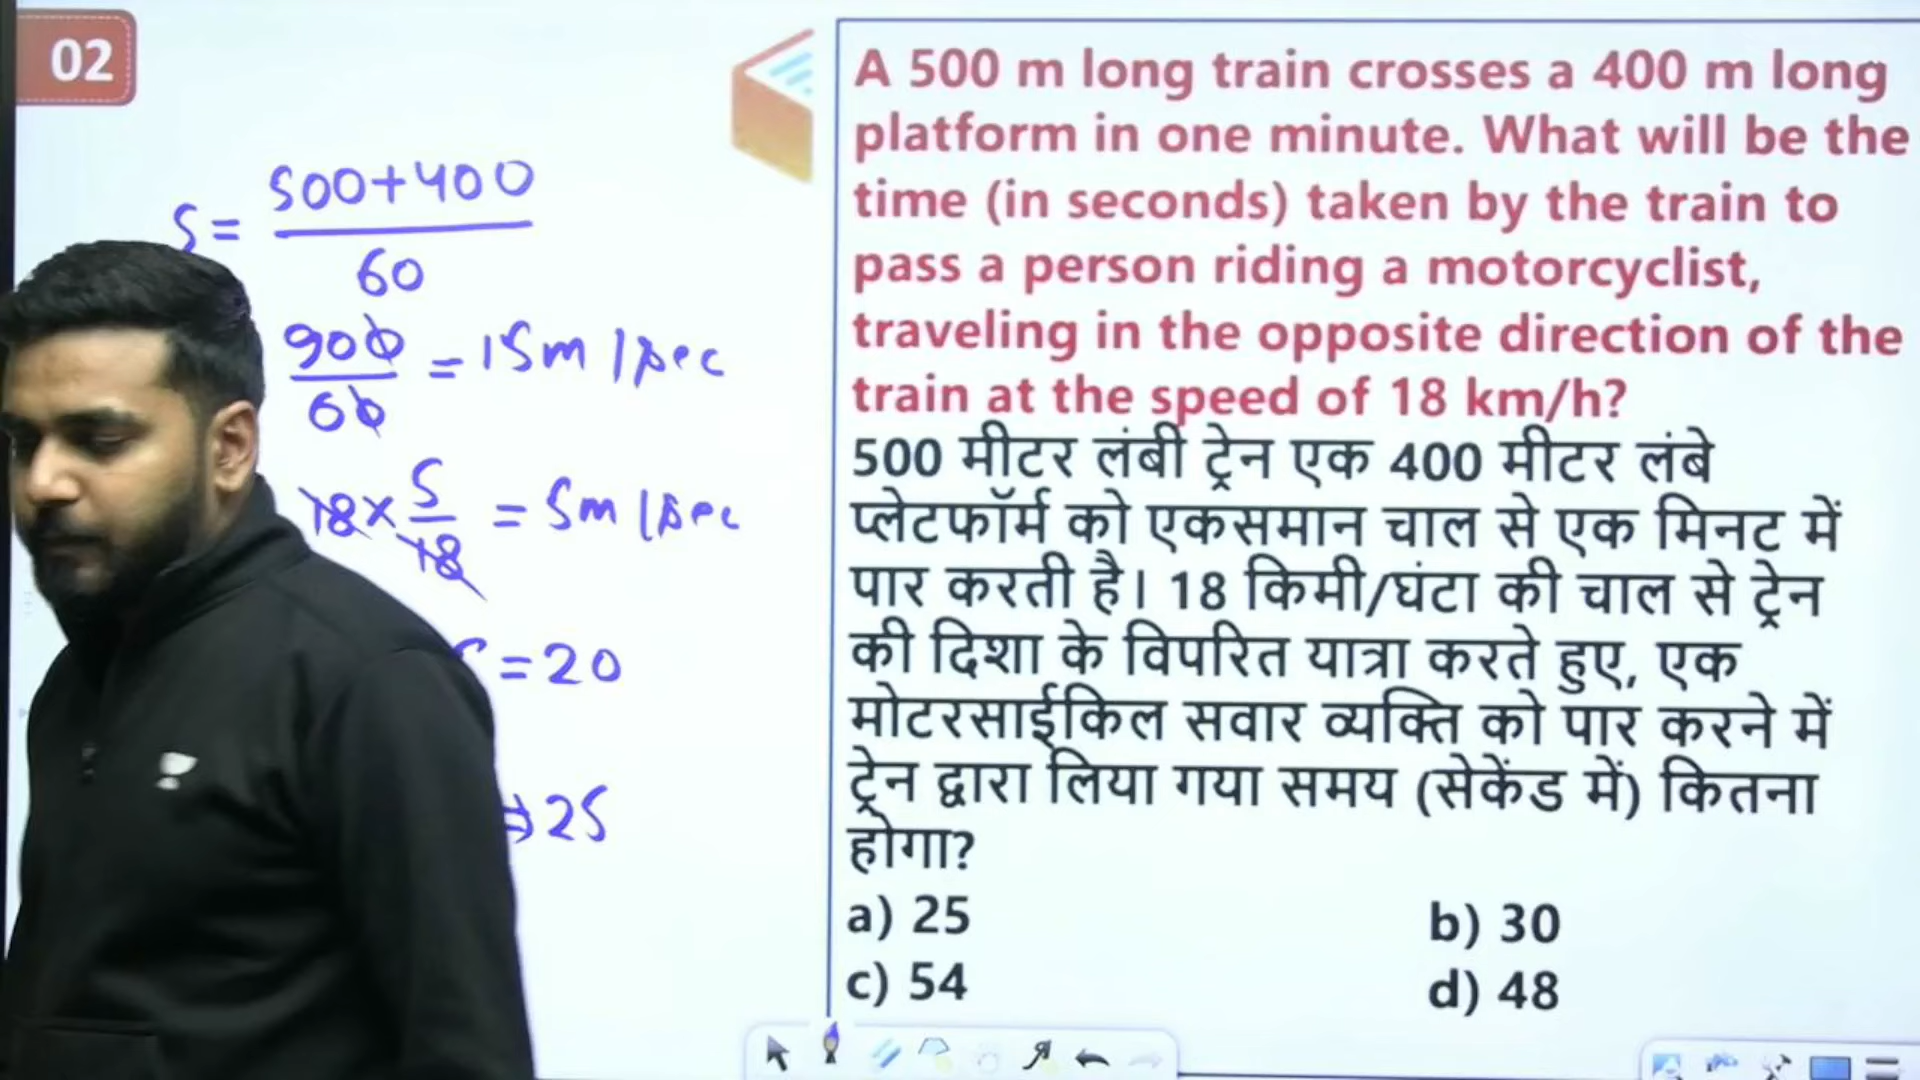 02
A 500 m long train crosses a 400 m long
platform in one minute. What will be the
time (in seconds) taken by the train to
pass a person riding a motorcyclist,
traveling in the opposite direction of the
train at the speed of 18 km/h?
500 मीटर लंबी ट्रेन एक 400 मीटर लंबे
प्लेटफॉर्म को एकसमान चाल से एक मिनट में
पार करती है। 18 किमी/घंटा की चाल से ट्रेन
की दिशा के विपरित यात्रा करते हुए, एक
मोटरसाईकिल सवार व्यक्ति को पार करने में
ट्रेन द्वारा लिया गया समय (सेकेंड में) कितना
होगा?
a) 25 b) 30
c) 54 d) 48
S = 500+400
60
900
60
= 15m/sec
18 × 5
18
= 5m/sec
= 20
⇒ 25